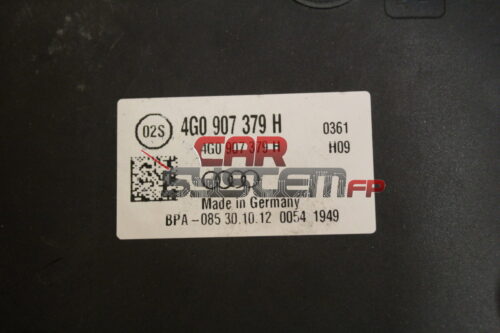 02S 4G0 907 379 H 0361
4G0 907 379 H H09
CAR
SYSTEM FP
Made in Germany
BPA-085 30.10.12 0054 1949